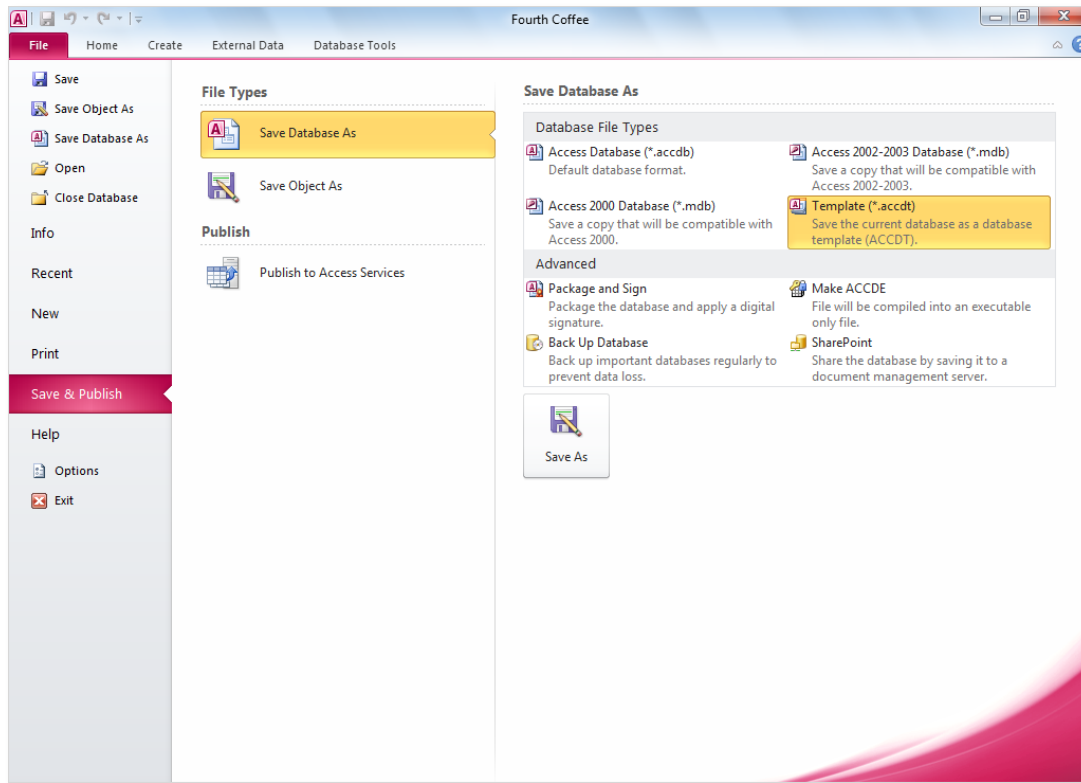 Fourth Coffee
File Home Create External Data Database Tools
Save
Save Object As
Save Database As
Open
Close Database
Info
Recent
New
Print
Save & Publish
Help
Options
Exit
File Types
Save Database As
Save Object As
Publish
Publish to Access Services
Save Database As
Database File Types
Access Database (*.accdb)
Default database format.
Access 2002-2003 Database (*.mdb)
Save a copy that will be compatible with
Access 2002-2003.
Access 2000 Database (*.mdb)
Save a copy that will be compatible with
Access 2000.
Template (*.accdt)
Save the current database as a database
template (ACCDT).
Advanced
Package and Sign
Package the database and apply a digital
signature.
Make ACCDE
File will be compiled into an executable
only file.
Back Up Database
Back up important databases regularly to
prevent data loss.
SharePoint
Share the database by saving it to a
document management server.
Save As